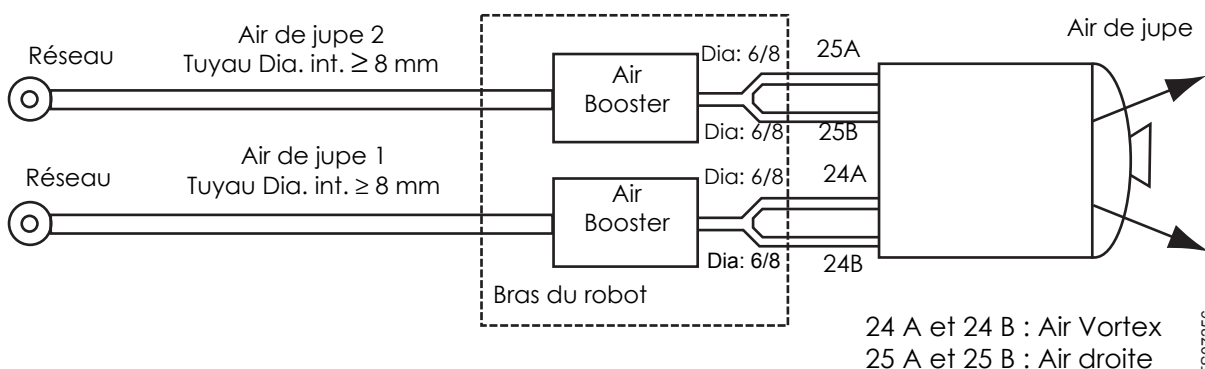 Réseau
Air de jupe 2
Tuyau Dia. int. ≥ 8 mm
Air
Booster
Dia: 6/8
Dia: 6/8
25A
25B
Air de jupe
Réseau
Air de jupe 1
Tuyau Dia. int. ≥ 8 mm
Air
Booster
Dia: 6/8
Dia: 6/8
24A
24B
Bras du robot
24 A et 24 B : Air Vortex
25 A et 25 B : Air droite